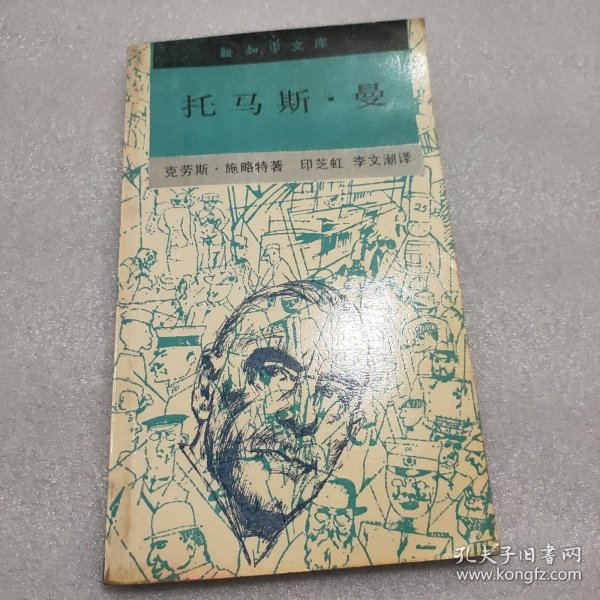 新知文库
托马斯·曼
克劳斯·施略特著 印芝虹 李文潮译
25
孔夫子旧书网
www.kongfz.com